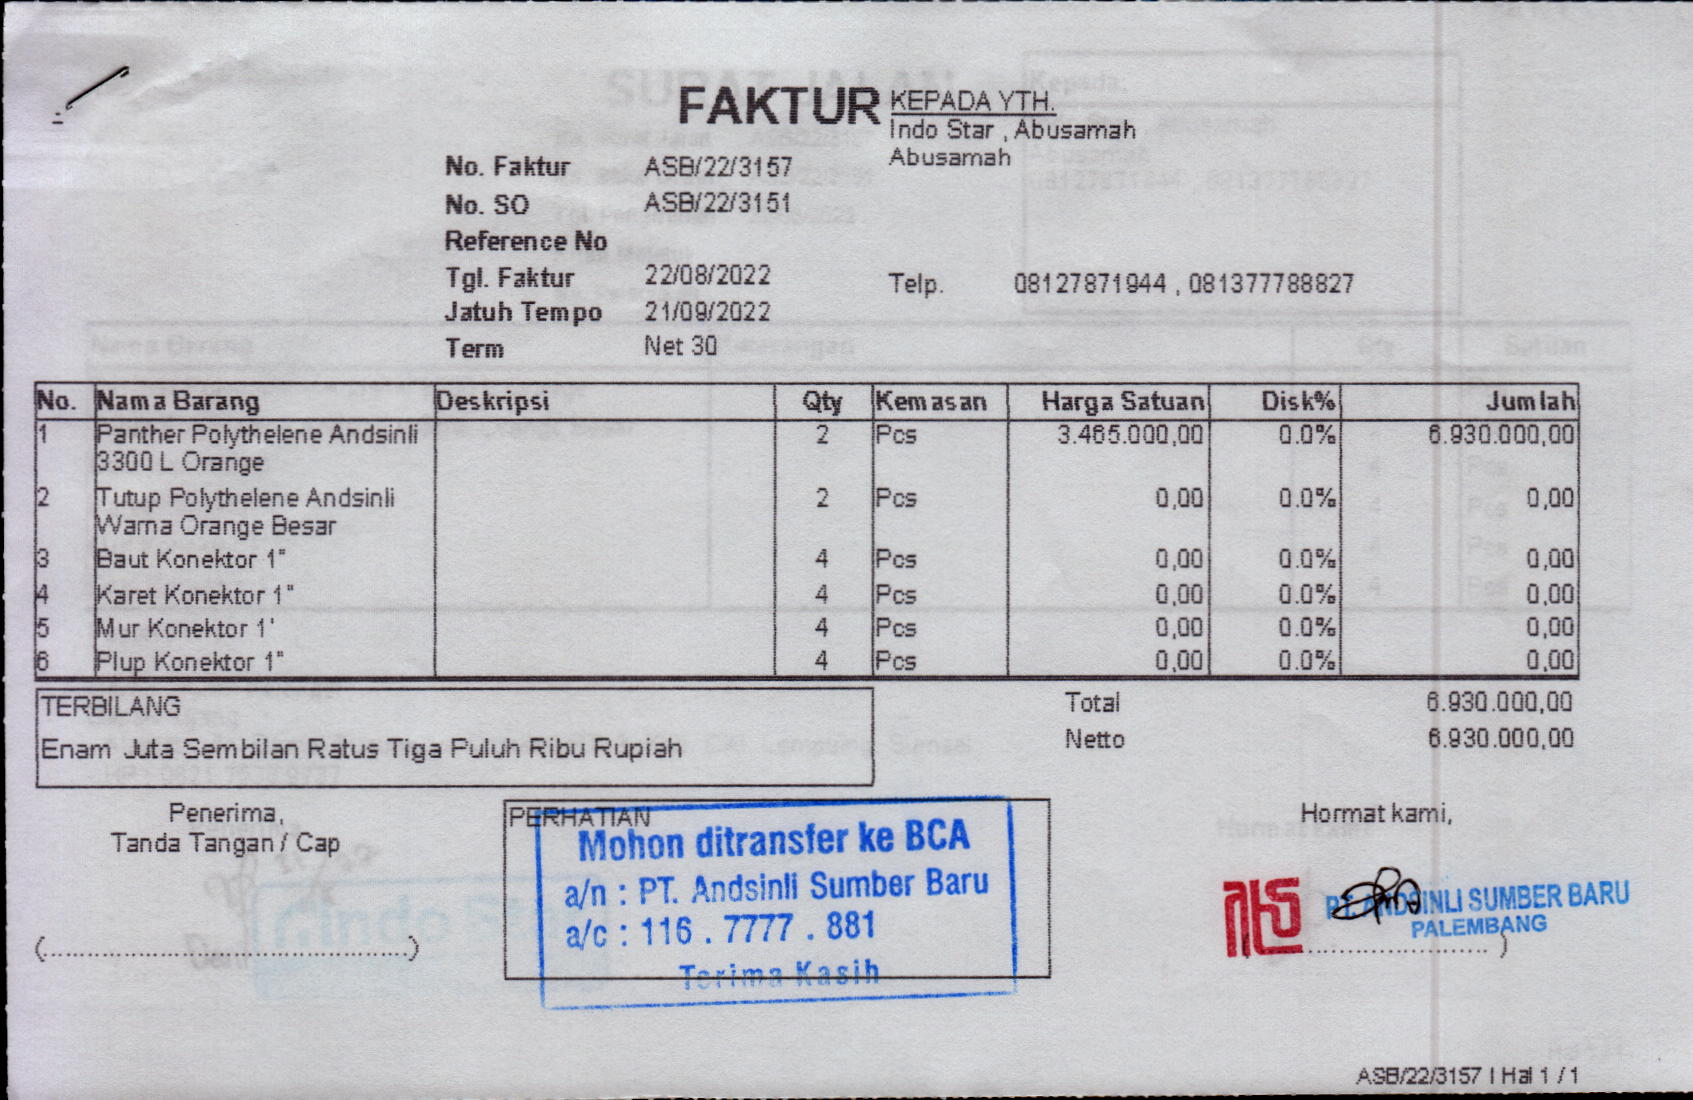 FAKTUR
KEPADA YTH.
Indo Star , Abusamah
Abusamah
No. Faktur ASB/22/3157
No. SO ASB/22/3151
Reference No
Tgl. Faktur 22/08/2022
Telp. 08127871944 , 081377788827
Jatuh Tempo 21/09/2022
Term Net 30
No. Nama Barang Deskripsi Qty Kemasan Harga Satuan Disk% Jumlah
1 Panther Polythelene Andsinli 2 Pcs 3.465.000,00 0.0% 6.930.000,00
3300 L Orange
2 Tutup Polythelene Andsinli 2 Pcs 0,00 0.0% 0,00
Warna Orange Besar
3 Baut Konektor 1" 4 Pcs 0,00 0.0% 0,00
4 Karet Konektor 1" 4 Pcs 0,00 0.0% 0,00
5 Mur Konektor 1' 4 Pcs 0,00 0.0% 0,00
6 Plup Konektor 1" 4 Pcs 0,00 0.0% 0,00
TERBILANG
Enam Juta Sembilan Ratus Tiga Puluh Ribu Rupiah
Total 6.930.000,00
Netto 6.930.000,00
Penerima,
Tanda Tangan / Cap
(....................................................)
PERHATIAN
Mohon ditransfer ke BCA
a/n : PT. Andsinli Sumber Baru
a/c : 116 . 7777 . 881
Terima Kasih
Hormat kami,
PT. ANDSINLI SUMBER BARU
PALEMBANG
ASB/22/3157 | Hal 1 / 1